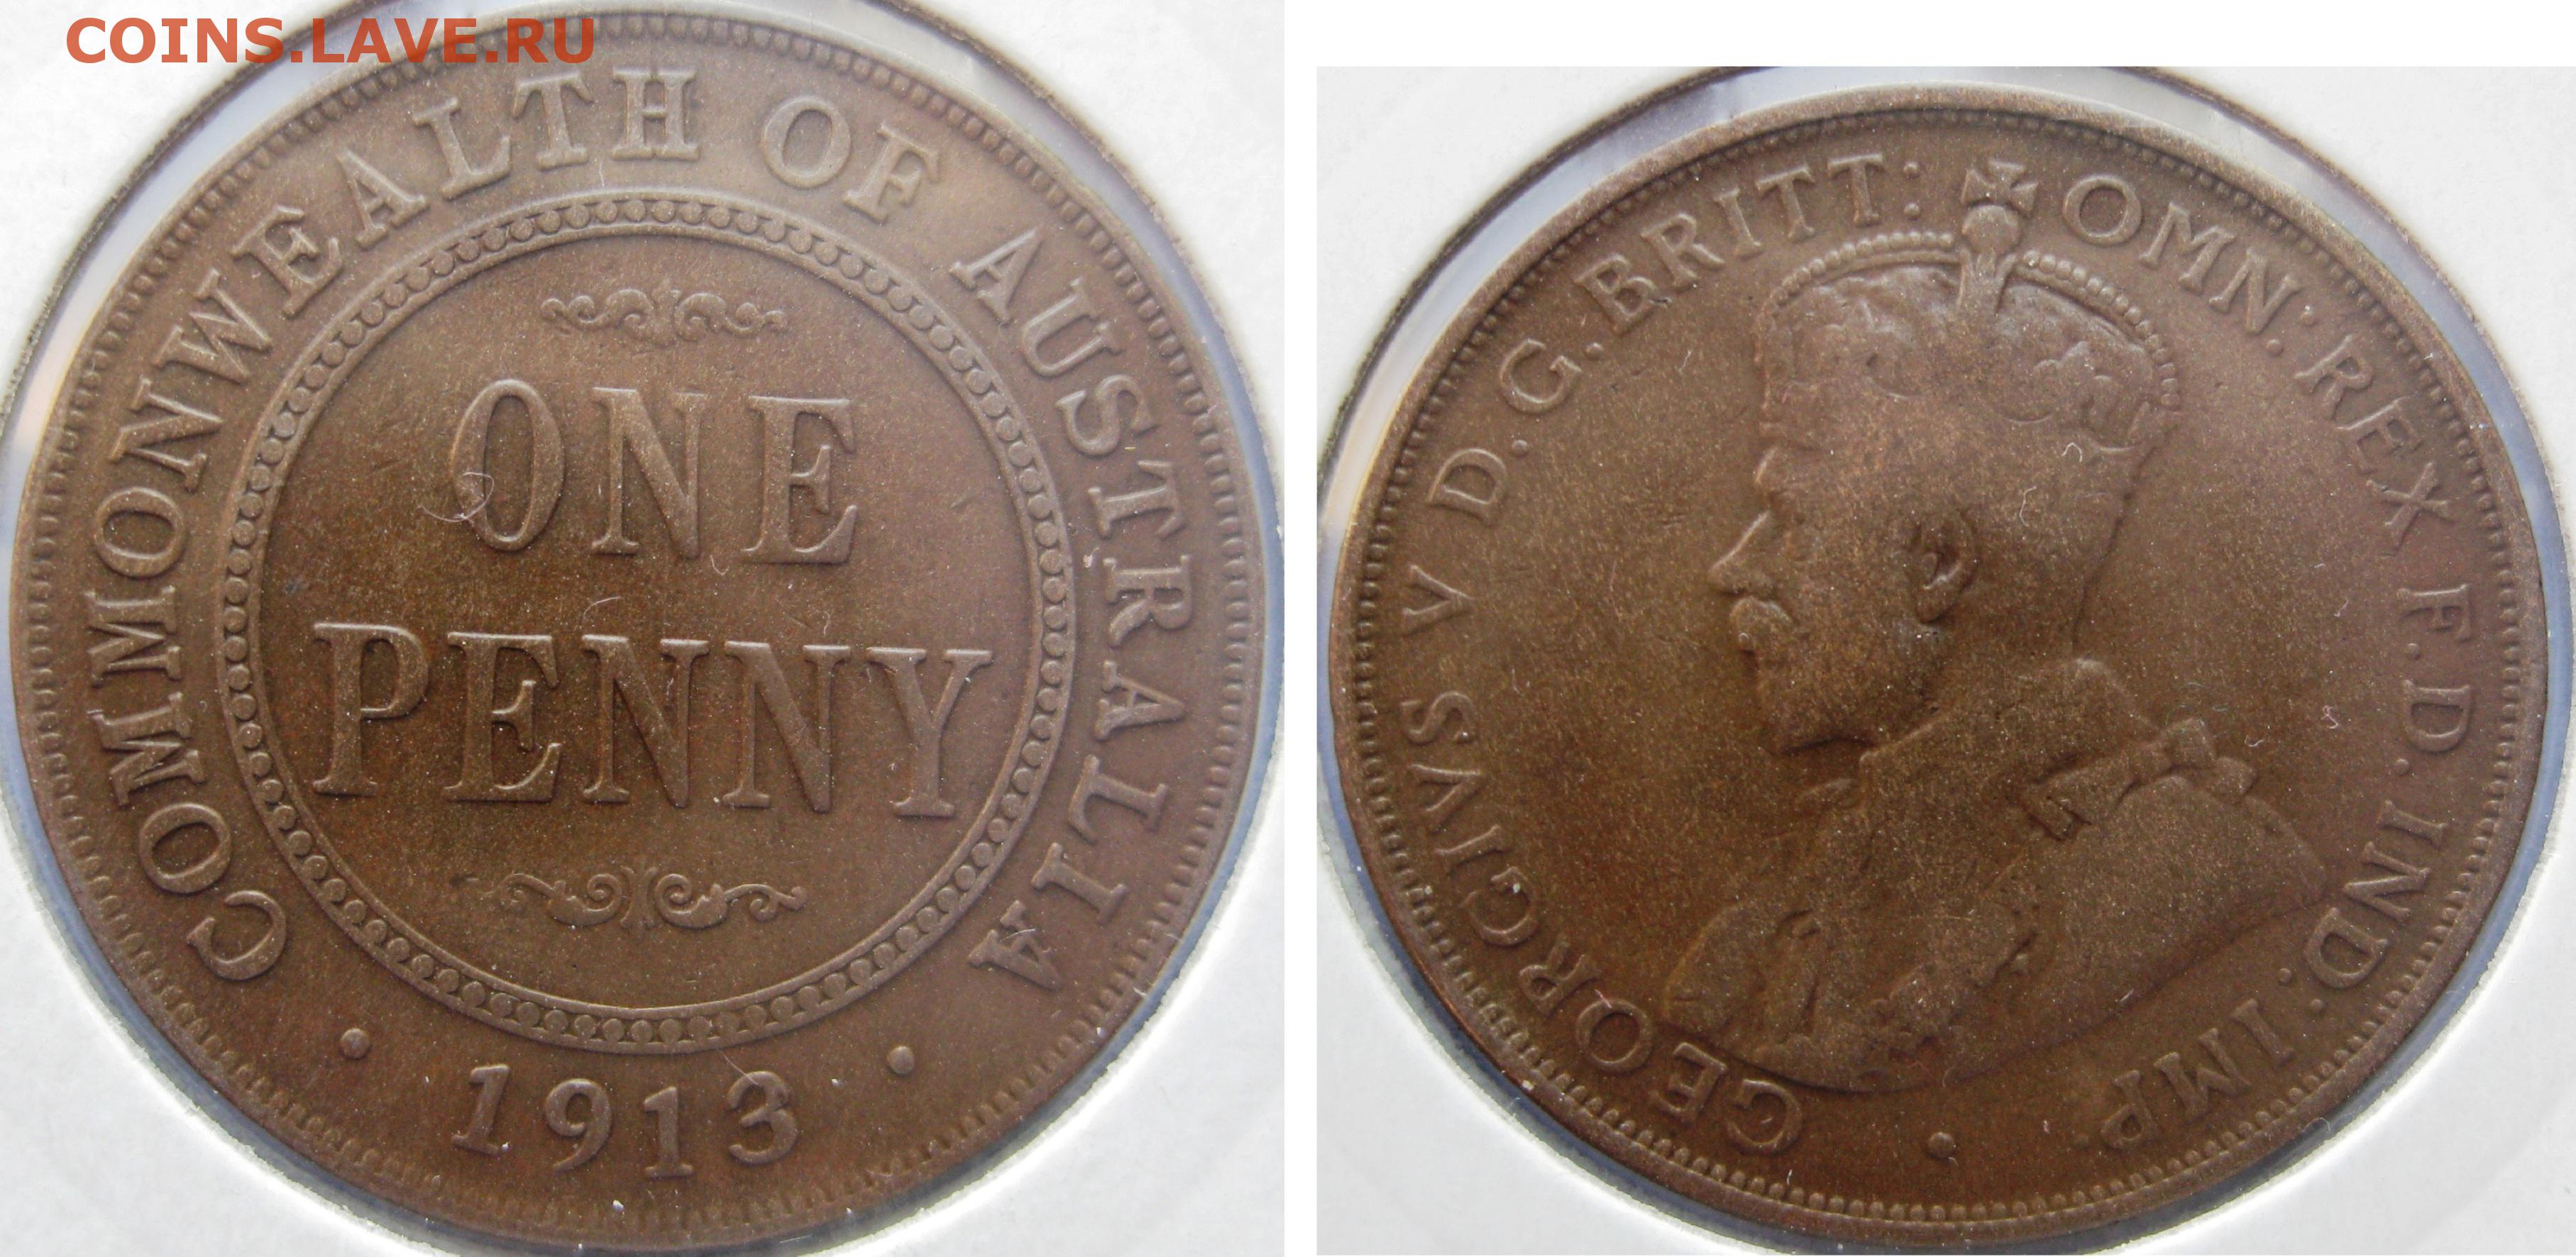 COINS.LAVE.RU
COMMONWEALTH OF AUSTRALIA
ONE
PENNY
· 1913 ·
GEORGIVS V D.G.BRITT: OMN: REX F.D.IND:IMP.